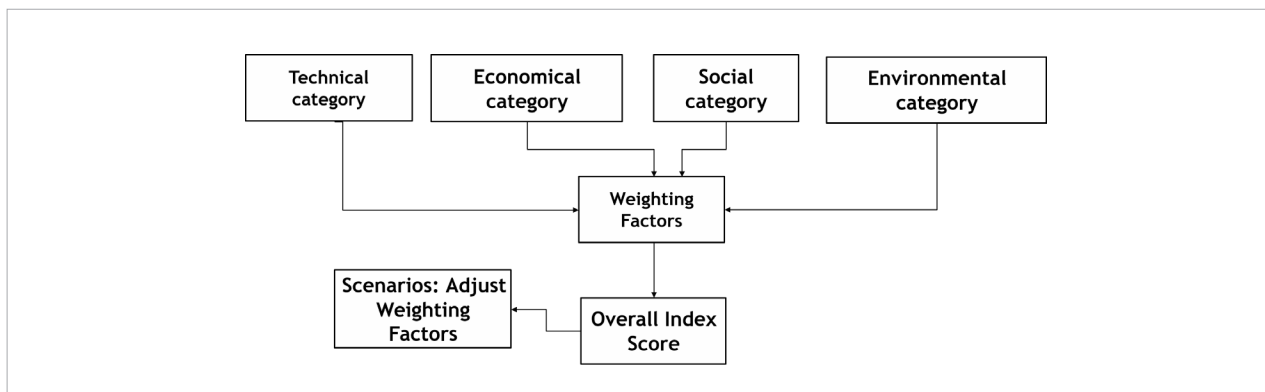 Technical
category
Economical
category
Social
category
Environmental
category
Weighting
Factors
Scenarios: Adjust
Weighting
Factors
Overall Index
Score